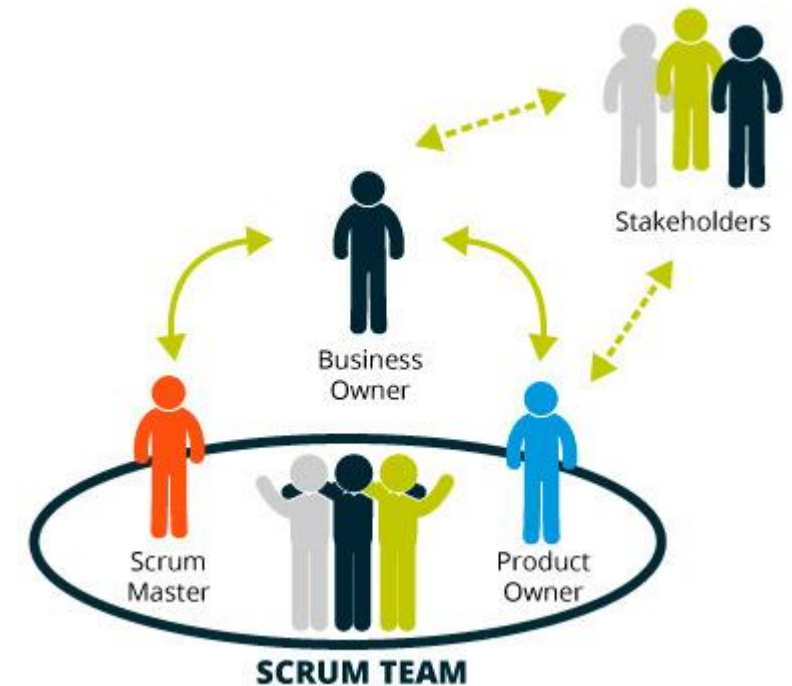 Stakeholders
Business
Owner
Scrum
Master
Product
Owner
SCRUM TEAM